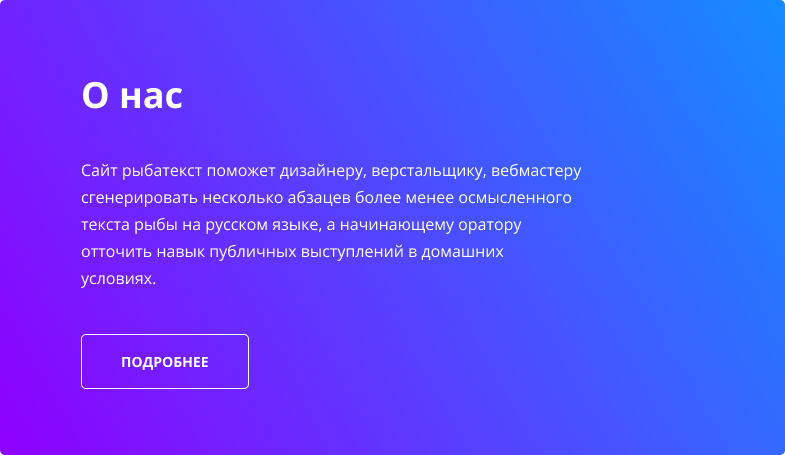 О нас
Сайт рыбатекст поможет дизайнеру, верстальщику, вебмастеру
сгенерировать несколько абзацев более менее осмысленного
текста рыбы на русском языке, а начинающему оратору
отточить навык публичных выступлений в домашних
условиях.
ПОДРОБНЕЕ